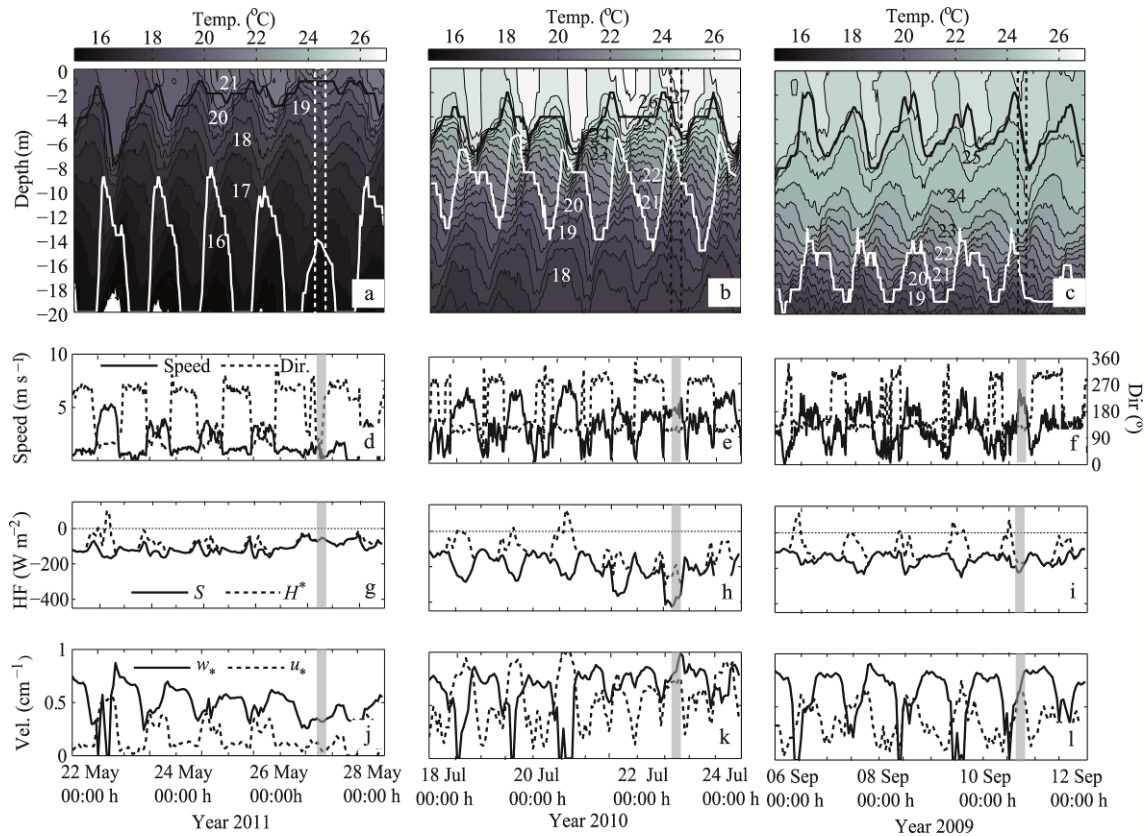 Temp. (°C) Temp. (°C) Temp. (°C)
16 18 20 22 24 26 16 18 20 22 24 26 16 18 20 22 24 26
Depth (m)
0
−2
−4
−6
−8
−10
−12
−14
−16
−18
−20
21
19
20
18
17
16
a
26
27
22
21
20
19
18
b
25
24
23
22
21
20
19
c
Speed (m s⁻¹)
10
5
0
Speed Dir.
d
e
f
360
270
180
90
0
Dir (°)
HF (W m⁻²)
0
−200
−400
S H*
g
h
i
Vel. (cm⁻¹)
1
0.5
0
w* u*
j
k
l
22 May 24 May 26 May 28 May 18 Jul 20 Jul 22 Jul 24 Jul 06 Sep 08 Sep 10 Sep 12 Sep
00:00 h 00:00 h 00:00h 00:00 h 00:00 h 00:00 h 00:00 h 00:00 h 00:00 h 00:00 h 00:00 h 00:00 h
Year 2011 Year 2010 Year 2009